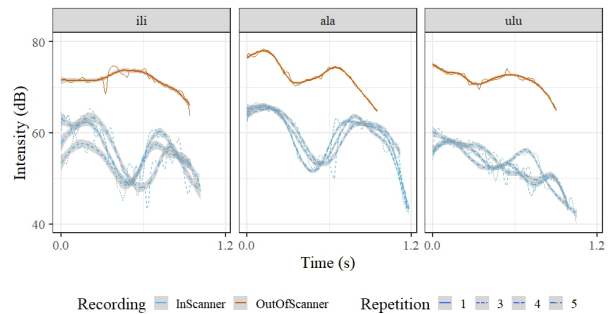 ili ala ulu
80
60
40
Intensity (dB)
0.0 1.2 0.0 1.2 0.0 1.2
Time (s)
Recording InScanner OutOfScanner Repetition 1 3 4 5